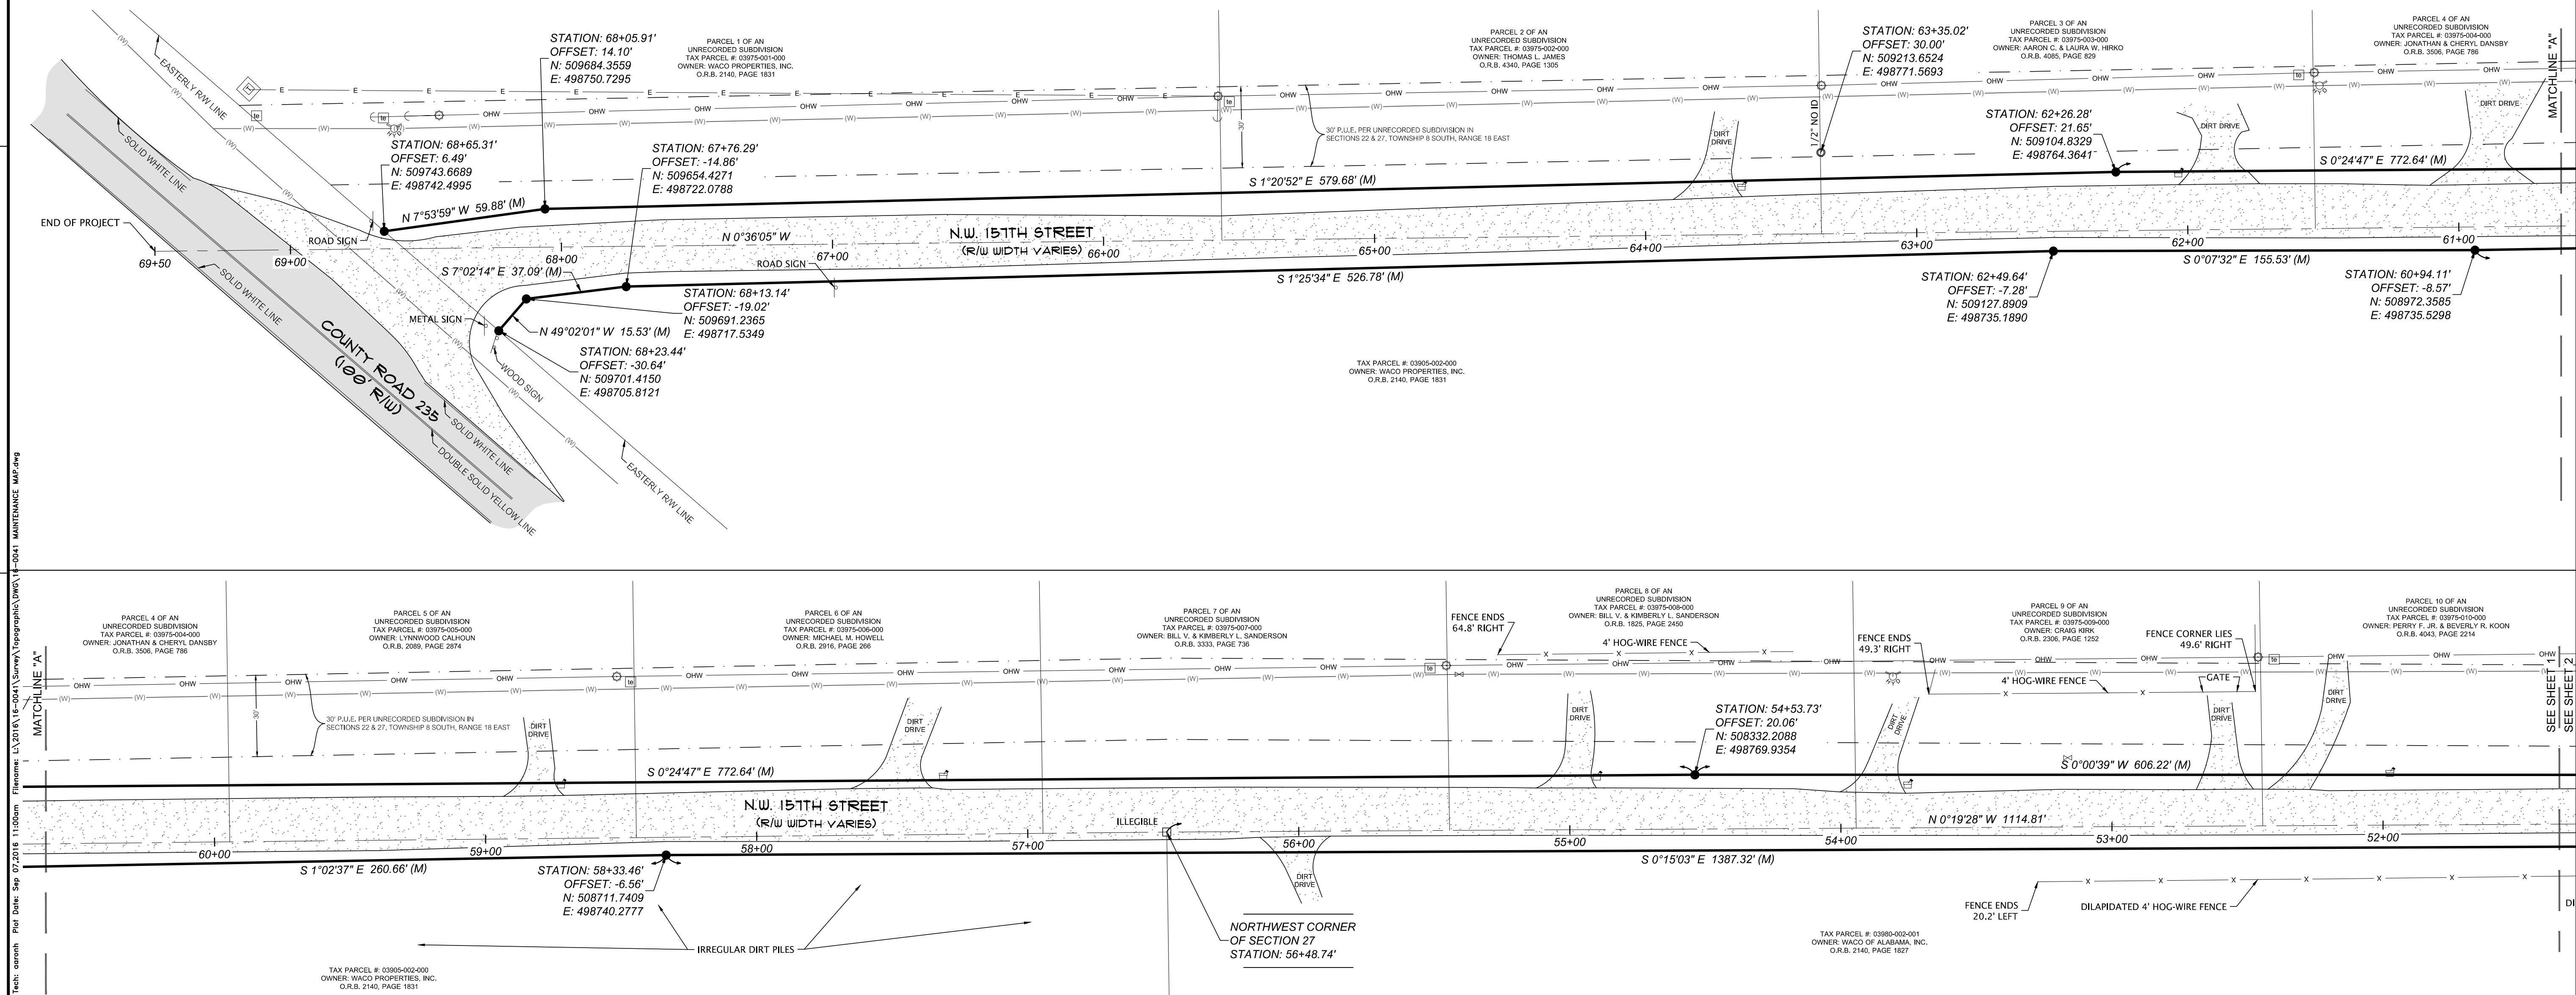 STATION: 68+05.91'
OFFSET: 14.10'
N: 509684.3559
E: 498750.7295
PARCEL 1 OF AN
UNRECORDED SUBDIVISION
TAX PARCEL #: 03975-001-000
OWNER: WACO PROPERTIES, INC.
O.R.B. 2140, PAGE 1831
PARCEL 2 OF AN
UNRECORDED SUBDIVISION
TAX PARCEL #: 03975-002-000
OWNER: THOMAS L. JAMES
O.R.B. 4340, PAGE 1305
STATION: 63+35.02'
OFFSET: 30.00'
N: 509213.6524
E: 498771.5693
PARCEL 3 OF AN
UNRECORDED SUBDIVISION
TAX PARCEL #: 03975-003-000
OWNER: AARON C. & LAURA W. HIRKO
O.R.B. 4085, PAGE 829
PARCEL 4 OF AN
UNRECORDED SUBDIVISION
TAX PARCEL #: 03975-004-000
OWNER: JONATHAN & CHERYL DANSBY
O.R.B. 3506, PAGE 786
MATCHLINE "A"
EASTERLY R/W LINE
SOLID WHITE LINE
STATION: 68+65.31'
OFFSET: 6.49'
N: 509743.6689
E: 498742.4995
STATION: 67+76.29'
OFFSET: -14.86'
N: 509654.4271
E: 498722.0788
30'
30' P.U.E. PER UNRECORDED SUBDIVISION IN
SECTIONS 22 & 27, TOWNSHIP 8 SOUTH, RANGE 18 EAST
DIRT
DRIVE
1/2" NO ID
STATION: 62+26.28'
OFFSET: 21.65'
N: 509104.8329
E: 498764.3641
DIRT DRIVE
DIRT DRIVE
S 0°24'47" E 772.64' (M)
S 1°20'52" E 579.68' (M)
N 7°53'59" W 59.88' (M)
END OF PROJECT
ROAD SIGN
N 0°36'05" W
N.W. 157TH STREET
(R/W WIDTH VARIES)
69+50
69+00
68+00
67+00
66+00
65+00
64+00
63+00
62+00
61+00
ROAD SIGN
S 7°02'14" E 37.09' (M)
S 1°25'34" E 526.78' (M)
S 0°07'32" E 155.53' (M)
SOLID WHITE LINE
STATION: 68+13.14'
OFFSET: -19.02'
N: 509691.2365
E: 498717.5349
STATION: 62+49.64'
OFFSET: -7.28'
N: 509127.8909
E: 498735.1890
STATION: 60+94.11'
OFFSET: -8.57'
N: 508972.3585
E: 498735.5298
METAL SIGN
N 49°02'01" W 15.53' (M)
COUNTY ROAD 235
(100' R/W)
STATION: 68+23.44'
OFFSET: -30.64'
N: 509701.4150
E: 498705.8121
WOOD SIGN
TAX PARCEL #: 03905-002-000
OWNER: WACO PROPERTIES, INC.
O.R.B, 2140, PAGE 1831
SOLID WHITE LINE
DOUBLE SOLID YELLOW LINE
EASTERLY R/W LINE
Tech: aaronh Plot Date: Sep 07,2016 11:00am Filename: L:\2016\16-0041\Survey\Topographic\DWG\16-0041 MAINTENANCE MAP.dwg
MATCHLINE "A"
PARCEL 4 OF AN
UNRECORDED SUBDIVISION
TAX PARCEL #: 03975-004-000
OWNER: JONATHAN & CHERYL DANSBY
O.R.B. 3506, PAGE 786
PARCEL 5 OF AN
UNRECORDED SUBDIVISION
TAX PARCEL #: 03975-005-000
OWNER: LYNNWOOD CALHOUN
O.R.B. 2089, PAGE 2874
PARCEL 6 OF AN
UNRECORDED SUBDIVISION
TAX PARCEL #: 03975-006-000
OWNER: MICHAEL M. HOWELL
O.R.B. 2916, PAGE 266
PARCEL 7 OF AN
UNRECORDED SUBDIVISION
TAX PARCEL #: 03975-007-000
OWNER: BILL V. & KIMBERLY L. SANDERSON
O.R.B. 3333, PAGE 736
FENCE ENDS
64.8' RIGHT
PARCEL 8 OF AN
UNRECORDED SUBDIVISION
TAX PARCEL #: 03975-008-000
OWNER: BILL V. & KIMBERLY L. SANDERSON
O.R.B. 1825, PAGE 2450
4' HOG-WIRE FENCE
FENCE ENDS
49.3' RIGHT
PARCEL 9 OF AN
UNRECORDED SUBDIVISION
TAX PARCEL #: 03975-009-000
OWNER: CRAIG KIRK
O.R.B. 2306, PAGE 1252
FENCE CORNER LIES
49.6' RIGHT
PARCEL 10 OF AN
UNRECORDED SUBDIVISION
TAX PARCEL #: 03975-010-000
OWNER: PERRY F. JR. & BEVERLY R. KOON
O.R.B. 4043, PAGE 2214
4' HOG-WIRE FENCE
GATE
SEE SHEET 1
SEE SHEET 2
30'
30' P.U.E. PER UNRECORDED SUBDIVISION IN
SECTIONS 22 & 27, TOWNSHIP 8 SOUTH, RANGE 18 EAST
DIRT
DRIVE
DIRT
DRIVE
DIRT
DRIVE
STATION: 54+53.73'
OFFSET: 20.06'
N: 508332.2088
E: 498769.9354
DIRT
DRIVE
DIRT
DRIVE
DIRT
DRIVE
S 0°24'47" E 772.64' (M)
S 0°00'39" W 606.22' (M)
N.W. 157TH STREET
(R/W WIDTH VARIES)
ILLEGIBLE
N 0°19'28" W 1114.81'
60+00
59+00
58+00
57+00
56+00
55+00
54+00
53+00
52+00
S 1°02'37" E 260.66' (M)
STATION: 58+33.46'
OFFSET: -6.56'
N: 508711.7409
E: 498740.2777
DIRT
DRIVE
S 0°15'03" E 1387.32' (M)
FENCE ENDS
20.2' LEFT
DILAPIDATED 4' HOG-WIRE FENCE
DI
IRREGULAR DIRT PILES
NORTHWEST CORNER
OF SECTION 27
STATION: 56+48.74'
TAX PARCEL #: 03980-002-001
OWNER: WACO OF ALABAMA, INC.
O.R.B. 2140, PAGE 1827
TAX PARCEL #: 03905-002-000
OWNER: WACO PROPERTIES, INC.
O.R.B. 2140, PAGE 1831